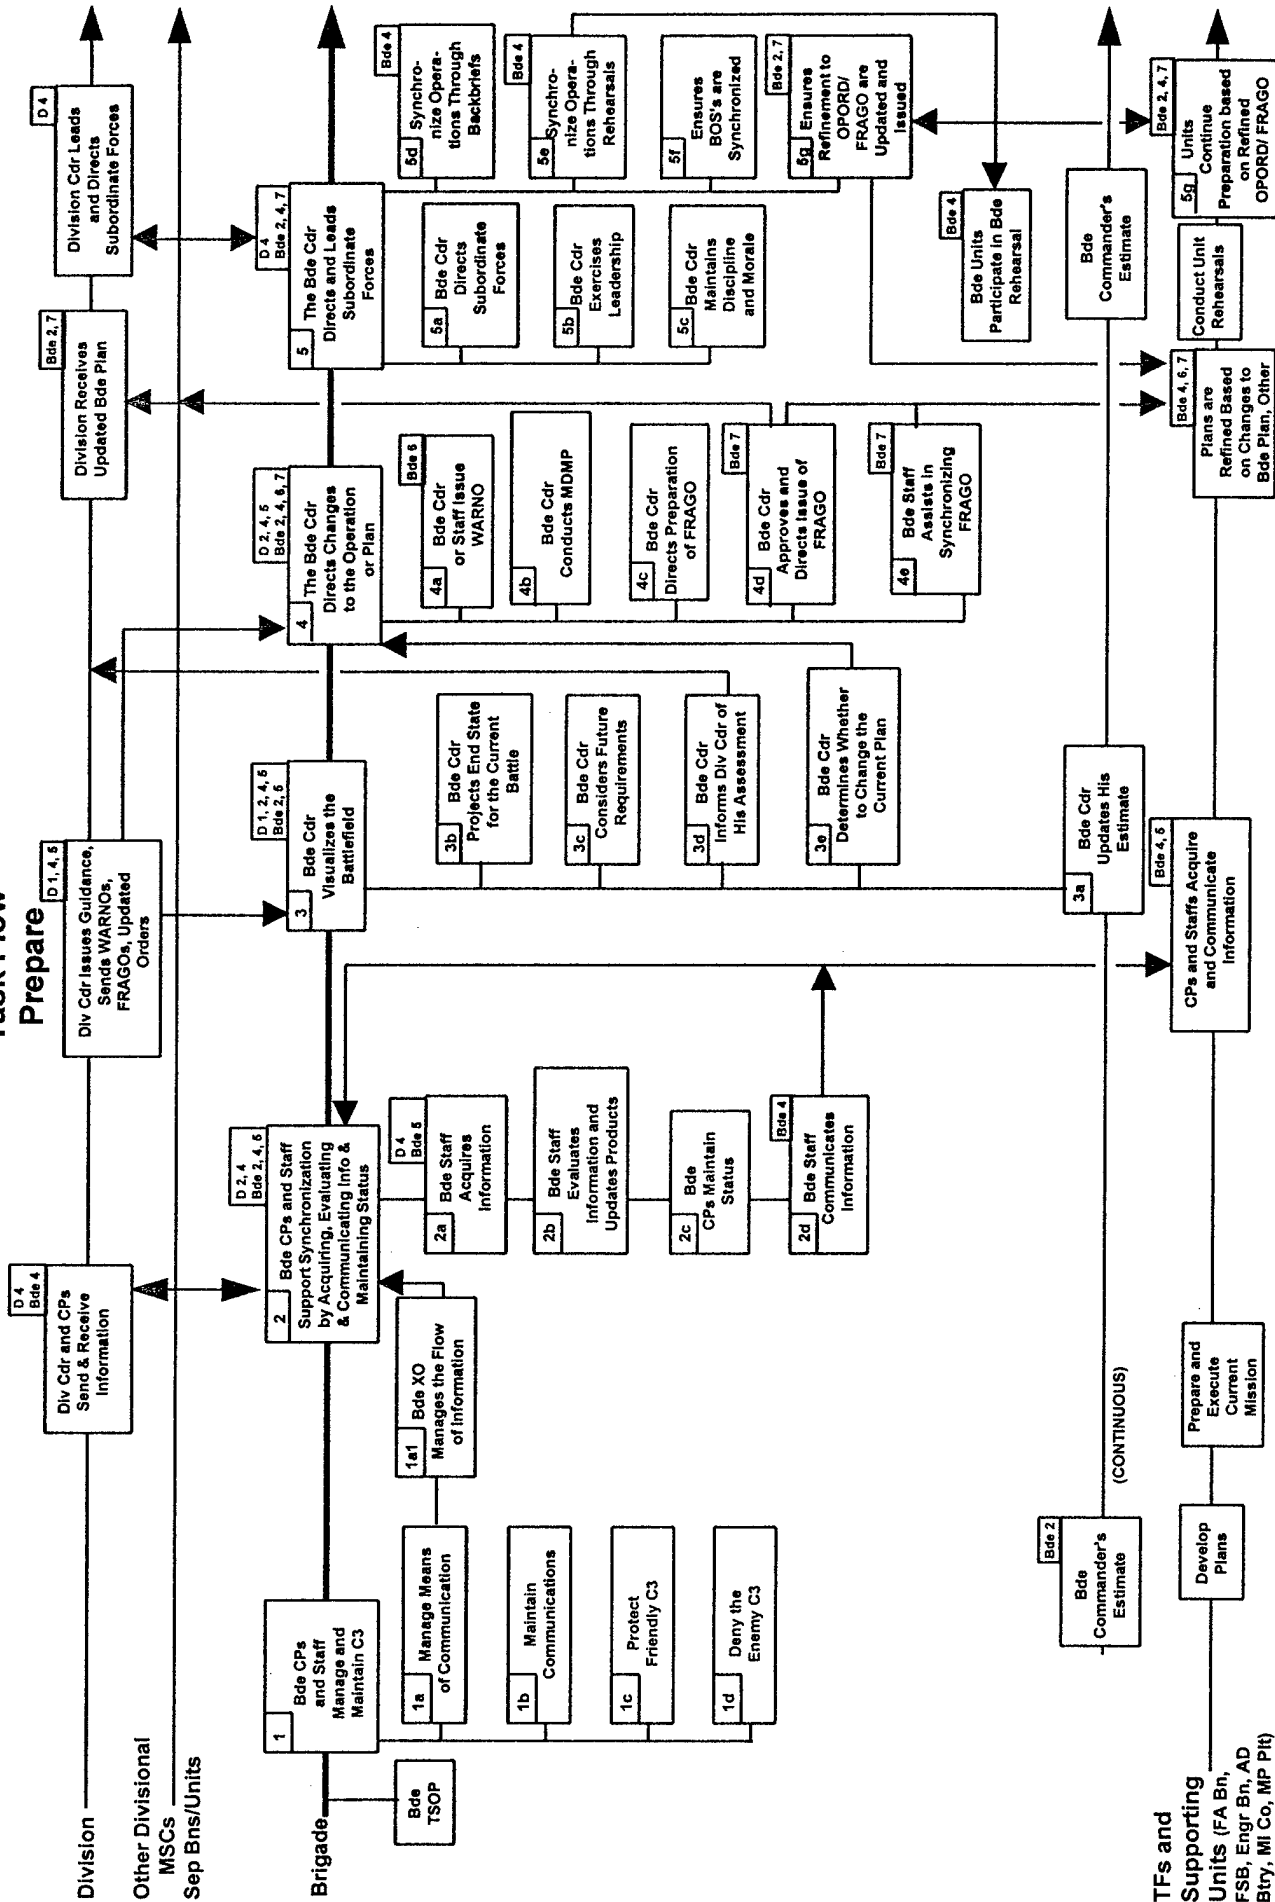 Task Flow
Prepare
Division
Other Divisional
MSCs
Sep Bns/Units
D 4
Bde 4
Div Cdr and CPs
Send & Receive
Information
D 1, 4, 5
Div Cdr Issues Guidance,
Sends WARNOs,
FRAGOs, Updated
Orders
Bde 2, 7
Division Receives
Updated Bde Plan
D 4
Division Cdr Leads
and Directs
Subordinate Forces
Brigade
Bde
TSOP
1
Bde CPs
and Staff
Manage and
Maintain C3
1a
Manage Means
of Communication
1b
Maintain
Communications
1c
Protect
Friendly C3
1d
Deny the
Enemy C3
1a1
Bde XO
Manages the Flow
of Information
D 2, 4
Bde 2, 4, 5
2
Bde CPs and Staff
Support Synchronization
by Acquiring, Evaluating
& Communicating Info &
Maintaining Status
D 4
Bde 5
2a
Bde Staff
Acquires
Information
2b
Bde Staff
Evaluates
Information and
Updates Products
2c
Bde
CPs Maintain
Status
Bde 4
2d
Bde Staff
Communicates
Information
D 1, 2, 4, 5
Bde 2, 5
3
Bde Cdr
Visualizes the
Battlefield
3b
Bde Cdr
Projects End State
for the Current
Battle
3c
Bde Cdr
Considers Future
Requirements
3d
Bde Cdr
Informs Div Cdr of
His Assessment
3e
Bde Cdr
Determines Whether
to Change the
Current Plan
D 2, 4, 5
Bde 2, 4, 6, 7
4
The Bde Cdr
Directs Changes
to the Operation
or Plan
Bde 6
4a
Bde Cdr
or Staff Issue
WARNO
4b
Bde Cdr
Conducts MDMP
4c
Bde Cdr
Directs Preparation
of FRAGO
Bde 7
4d
Bde Cdr
Approves and
Directs Issue of
FRAGO
Bde 7
4e
Bde Staff
Assists in
Synchronizing
FRAGO
D 4
Bde 2, 4, 7
5
The Bde Cdr
Directs and Leads
Subordinate
Forces
5a
Bde Cdr
Directs
Subordinate
Forces
5b
Bde Cdr
Exercises
Leadership
5c
Bde Cdr
Maintains
Discipline
and Morale
Bde 4
5d
Synchro-
nize Opera-
tions Through
Backbriefs
Bde 4
5e
Synchro-
nize Opera-
tions Through
Rehearsals
5f
Ensures
BOS's are
Synchronized
Bde 2, 7
5g
Ensures
Refinement to
OPORD/
FRAGO are
Updated and
Issued
Bde 4
Bde Units
Participate in Bde
Rehearsal
Bde 2
Bde
Commander's
Estimate
(CONTINUOUS)
3a
Bde Cdr
Updates His
Estimate
Bde
Commander's
Estimate
TFs and
Supporting
Units (FA Bn,
FSB, Engr Bn, AD
Btry, MI Co, MP Plt)
Develop
Plans
Prepare and
Execute
Current
Mission
Bde 4, 5
CPs and Staffs Acquire
and Communicate
Information
Bde 4, 6, 7
Plans are
Refined Based
on Changes to
Bde Plan, Other
Conduct Unit
Rehearsals
Bde 2, 4, 7
5g
Units
Continue
Preparation based
on Refined
OPORD/ FRAGO